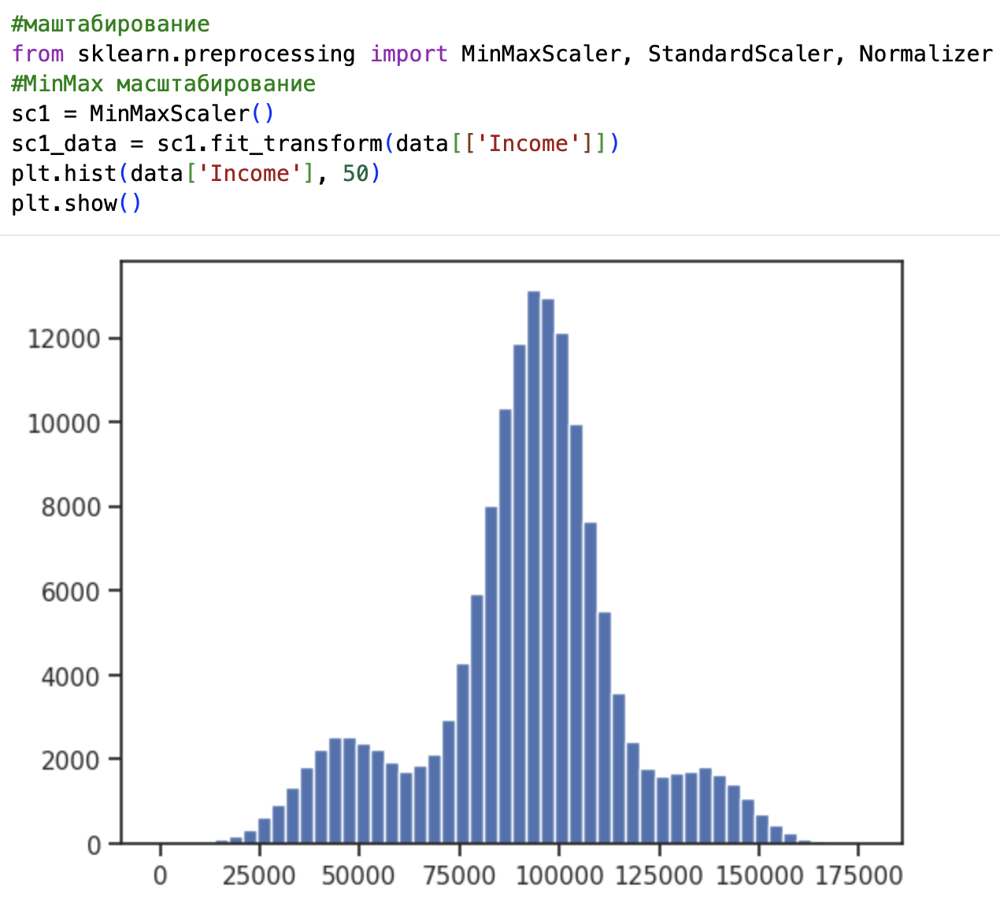 #маштабирование
from sklearn.preprocessing import MinMaxScaler, StandardScaler, Normalizer
#MinMax масштабирование
sc1 = MinMaxScaler()
sc1_data = sc1.fit_transform(data[['Income']])
plt.hist(data['Income'], 50)
plt.show()
12000
10000
8000
6000
4000
2000
0
0 25000 50000 75000 100000 125000 150000 175000